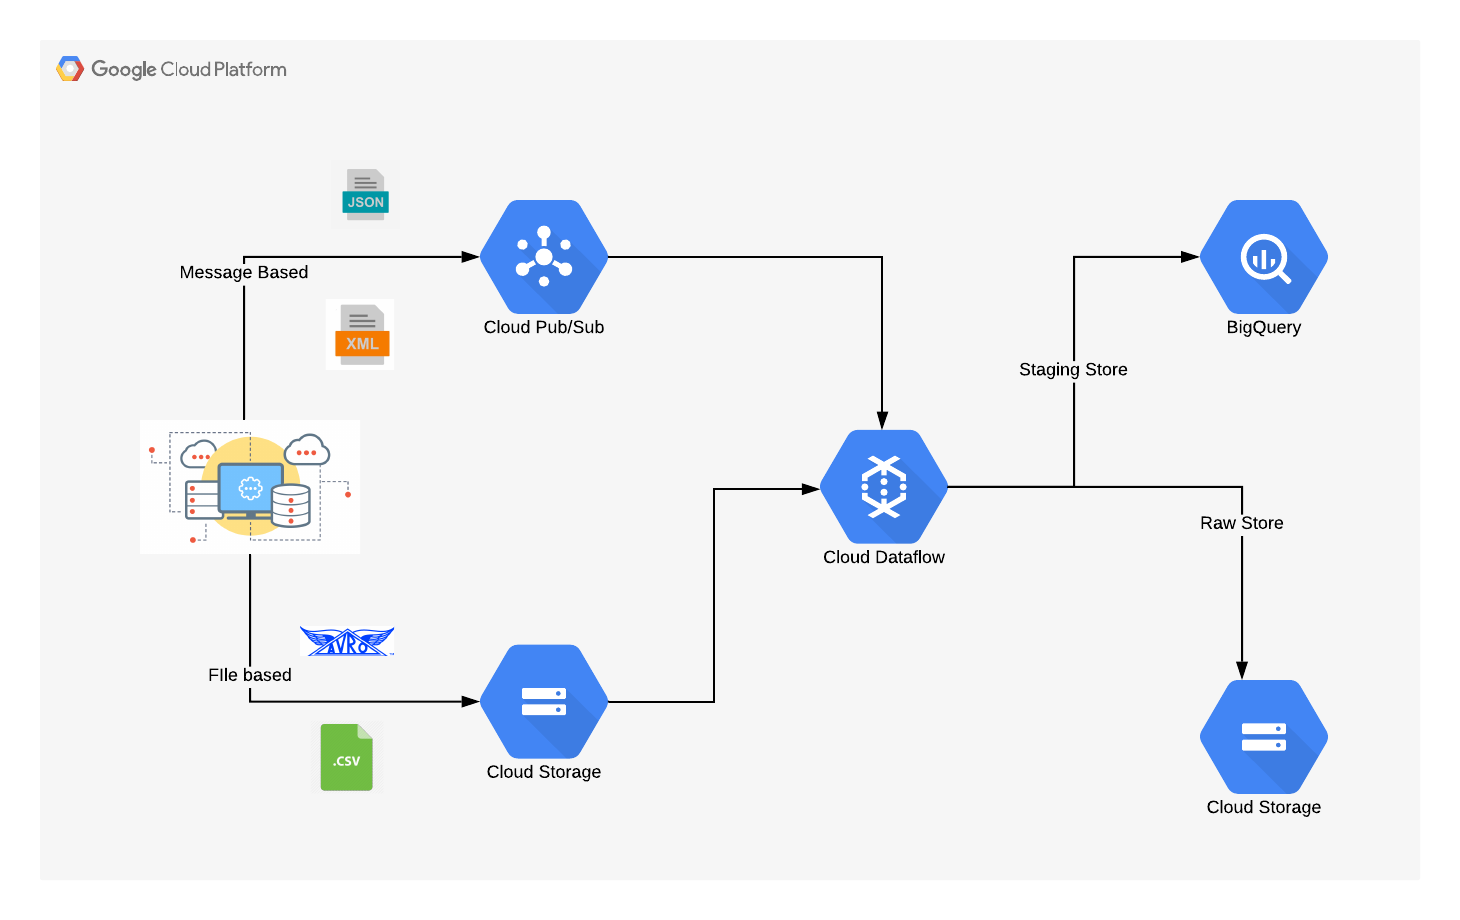 Google Cloud Platform
JSON
Message Based
XML
Cloud Pub/Sub
BigQuery
Staging Store
Raw Store
Cloud Dataflow
AVRO
FIle based
.CSV
Cloud Storage
Cloud Storage